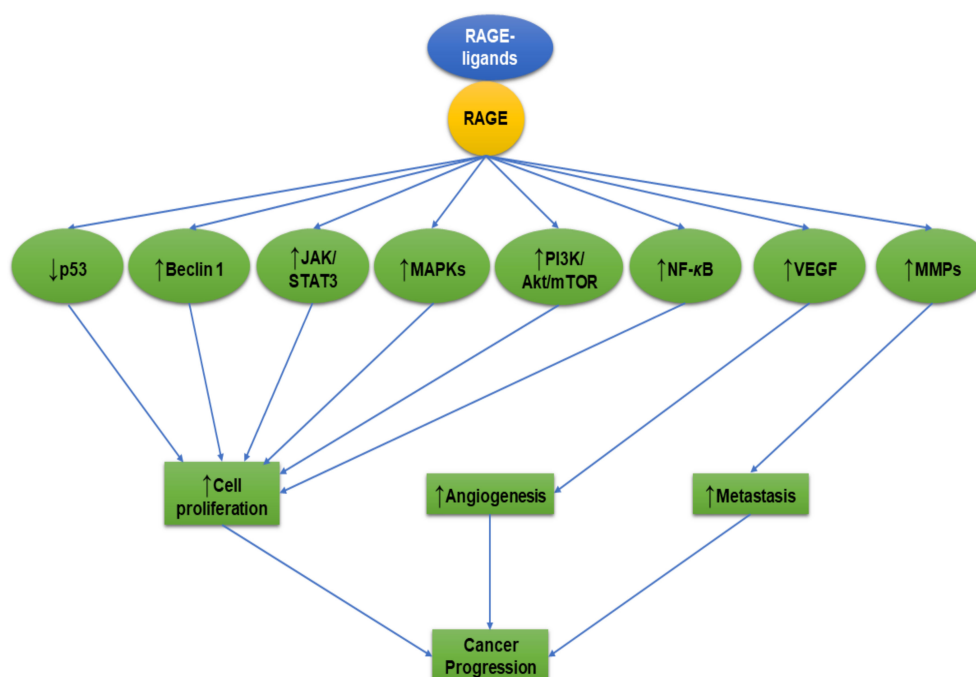 RAGE-
ligands
RAGE
↓p53
↑Beclin 1
↑JAK/
STAT3
↑MAPKs
↑PI3K/
Akt/mTOR
↑NF-κB
↑VEGF
↑MMPs
↑Cell
proliferation
↑Angiogenesis
↑Metastasis
Cancer
Progression